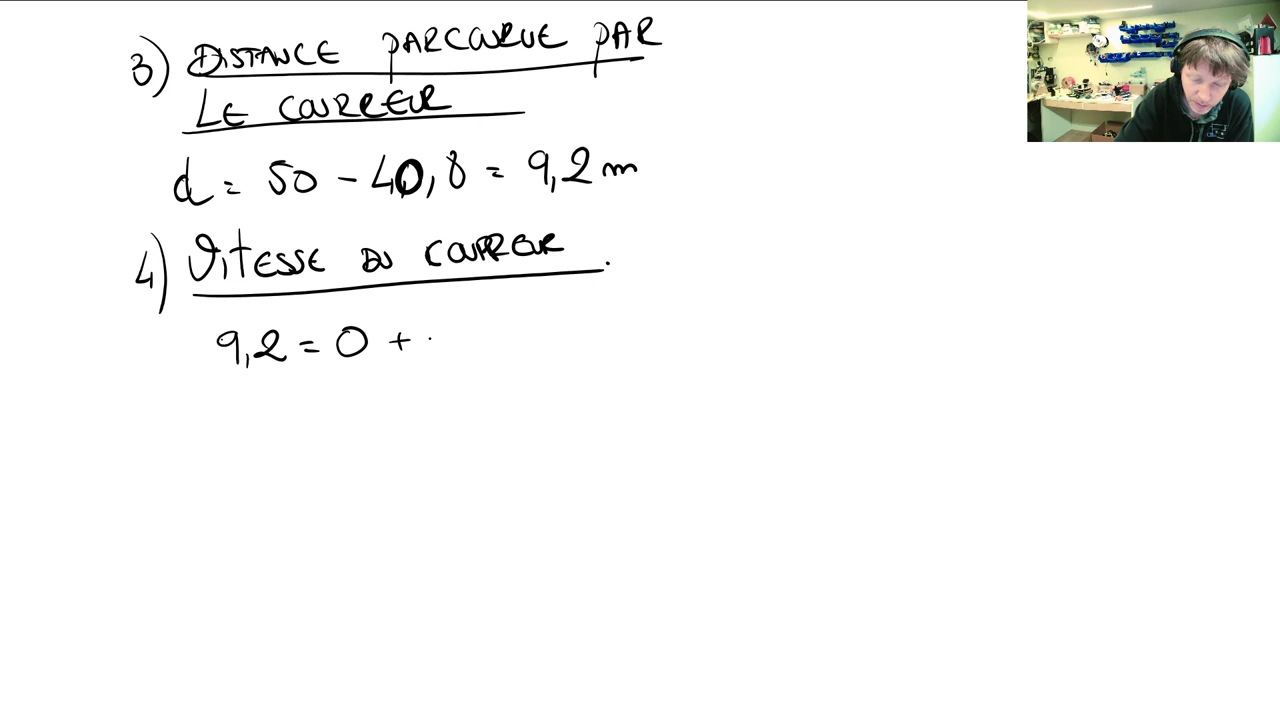 3) DISTANCE PARCOURUE PAR
LE COUREUR
d = 50 - 40,8 = 9,2 m
4) VITESSE DU COUREUR.
9,2 = 0 + .